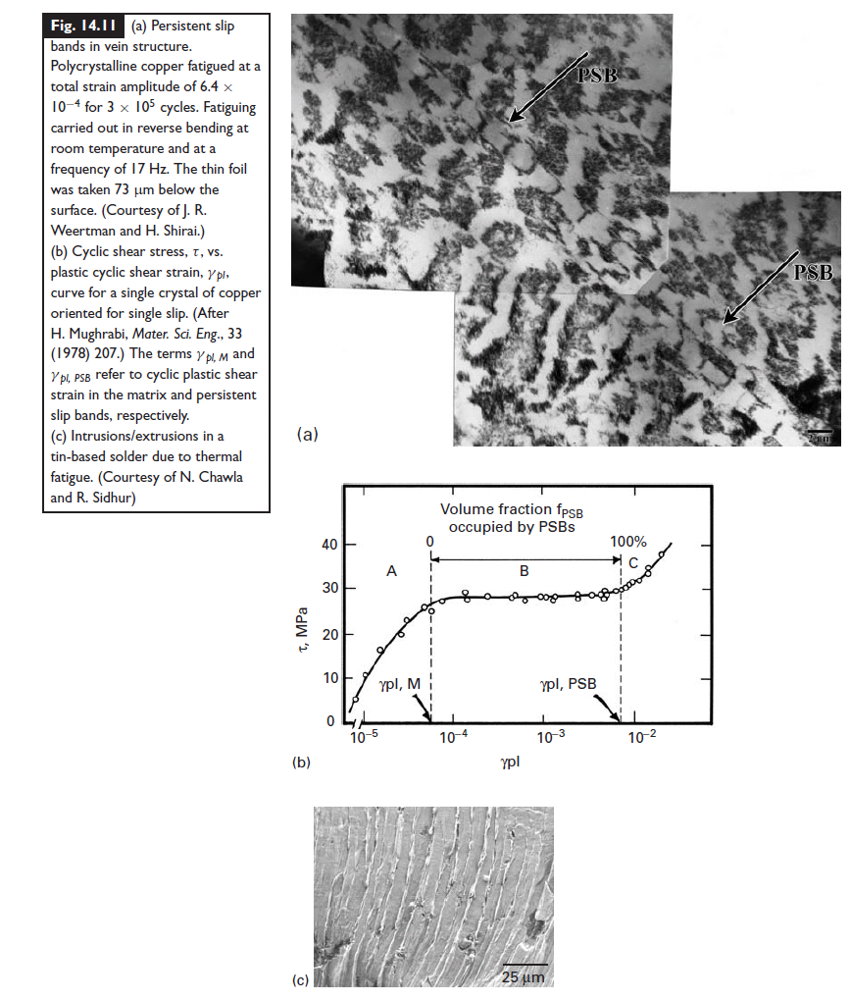 Fig. 14.11 (a) Persistent slip
bands in vein structure.
Polycrystalline copper fatigued at a
total strain amplitude of 6.4 ×
10−4 for 3 × 10⁵ cycles. Fatiguing
carried out in reverse bending at
room temperature and at a
frequency of 17 Hz. The thin foil
was taken 73 μm below the
surface. (Courtesy of J. R.
Weertman and H. Shirai.)
(b) Cyclic shear stress, τ, vs.
plastic cyclic shear strain, γpl,
curve for a single crystal of copper
oriented for single slip. (After
H. Mughrabi, Mater. Sci. Eng., 33
(1978) 207.) The terms γpl, M and
γpl, PSB refer to cyclic plastic shear
strain in the matrix and persistent
slip bands, respectively.
(c) Intrusions/extrusions in a
tin-based solder due to thermal
fatigue. (Courtesy of N. Chawla
and R. Sidhur)
PSB
PSB
(a)
Volume fraction fPSB
occupied by PSBs
0
100%
A
B
C
40
30
20
10
0
τ, MPa
γpl, M
γpl, PSB
10−5
10−4
10−3
10−2
γpl
(b)
25 μm
(c)